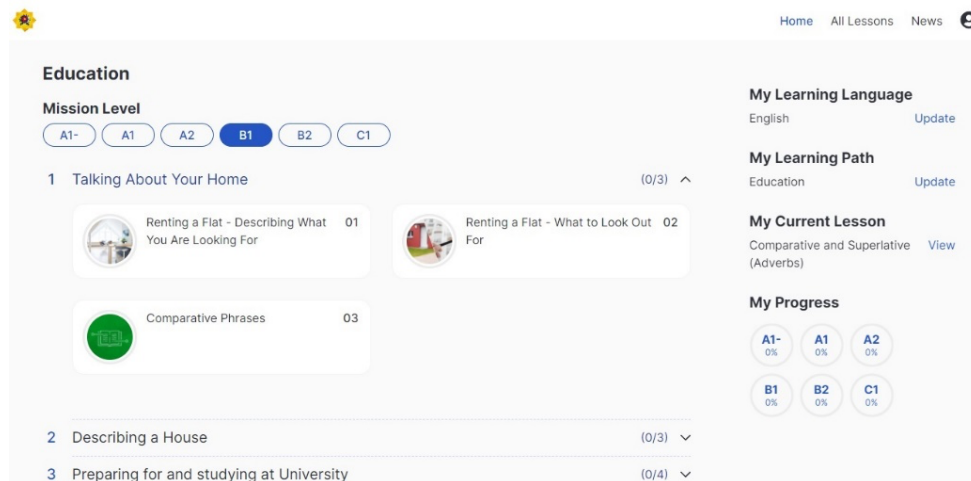 Home All Lessons News
Education
Mission Level
A1- A1 A2 B1 B2 C1
1 Talking About Your Home (0/3)
Renting a Flat - Describing What 01
You Are Looking For
Renting a Flat - What to Look Out 02
For
Comparative Phrases 03
2 Describing a House (0/3)
3 Preparing for and studying at University (0/4)
My Learning Language
English Update
My Learning Path
Education Update
My Current Lesson
Comparative and Superlative View
(Adverbs)
My Progress
A1- A1 A2
0% 0% 0%
B1 B2 C1
0% 0% 0%